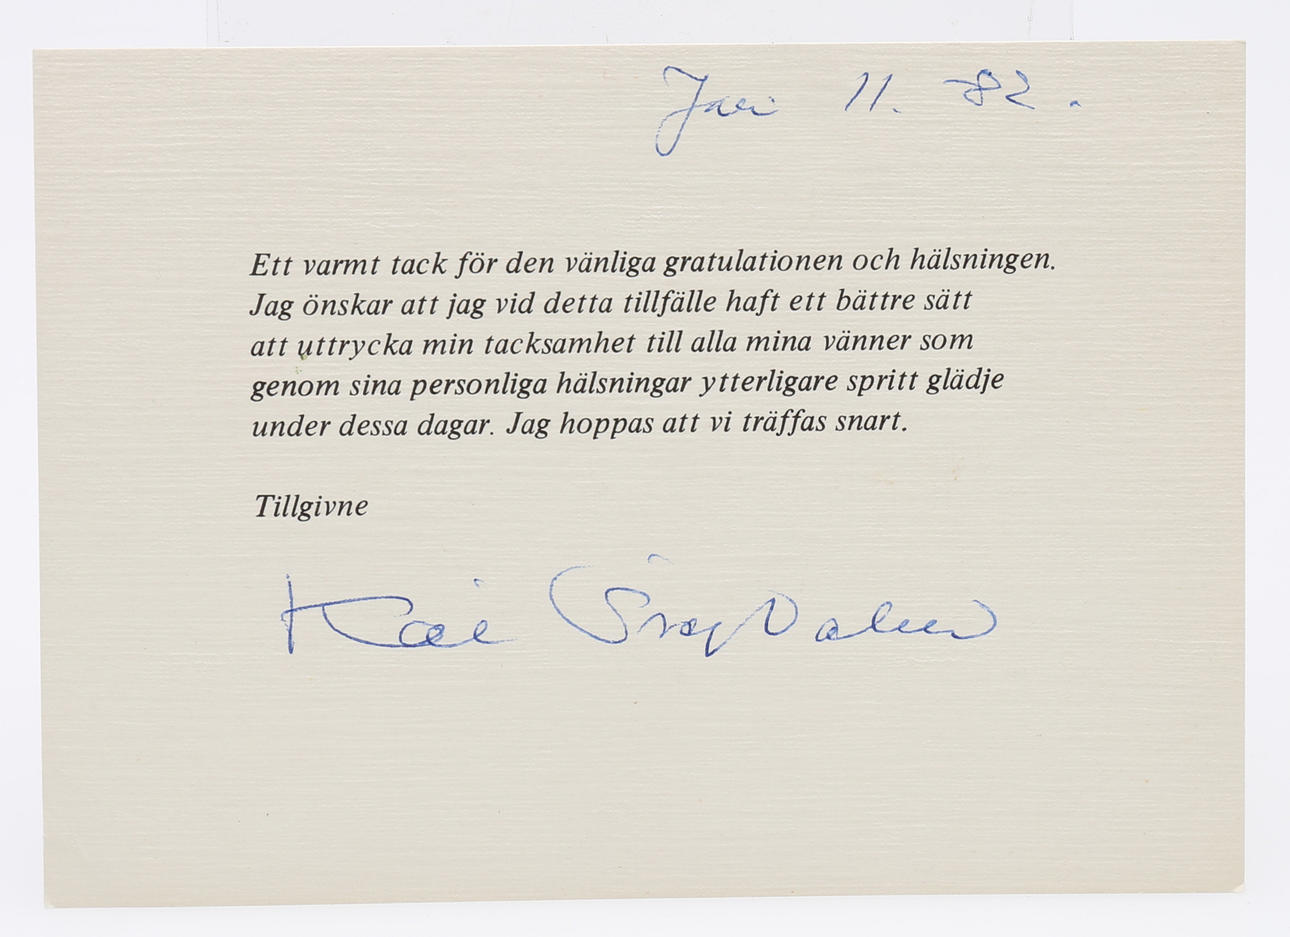 Jan 11. -82.
Ett varmt tack för den vänliga gratulationen och hälsningen.
Jag önskar att jag vid detta tillfälle haft ett bättre sätt
att uttrycka min tacksamhet till alla mina vänner som
genom sina personliga hälsningar ytterligare spritt glädje
under dessa dagar. Jag hoppas att vi träffas snart.
Tillgivne
Kai Siegbahn